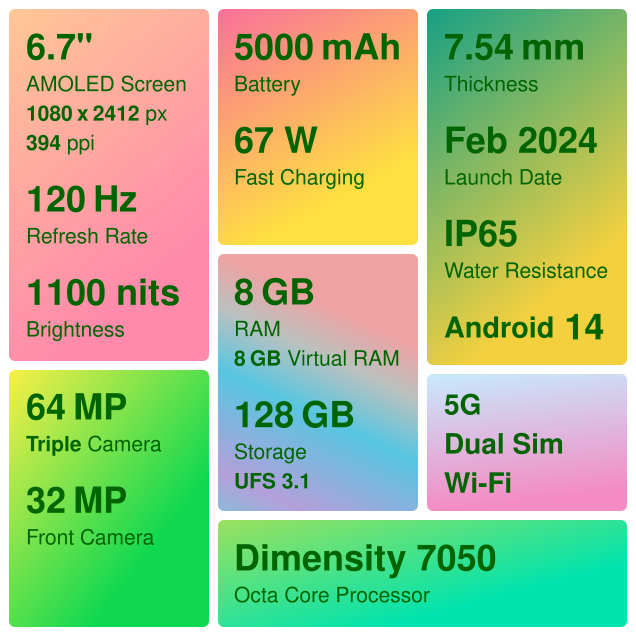 6.7"
AMOLED Screen
1080 x 2412 px
394 ppi
120 Hz
Refresh Rate
1100 nits
Brightness
64 MP
Triple Camera
32 MP
Front Camera
5000 mAh
Battery
67 W
Fast Charging
8 GB
RAM
8 GB Virtual RAM
128 GB
Storage
UFS 3.1
7.54 mm
Thickness
Feb 2024
Launch Date
IP65
Water Resistance
Android 14
5G
Dual Sim
Wi-Fi
Dimensity 7050
Octa Core Processor